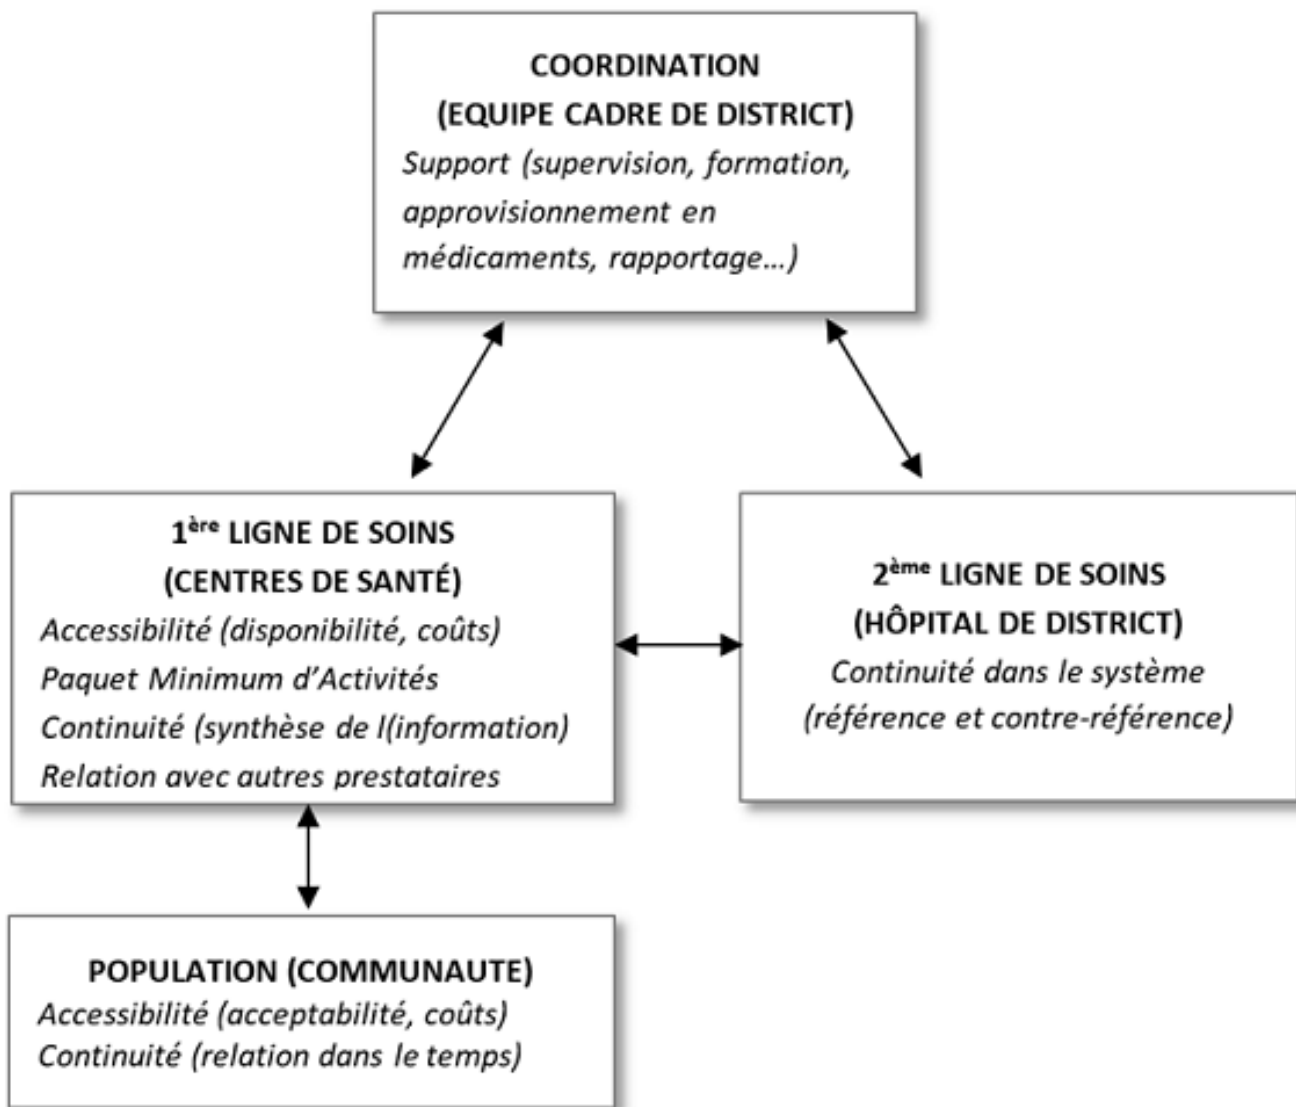 COORDINATION
(EQUIPE CADRE DE DISTRICT)
Support (supervision, formation,
approvisionnement en
médicaments, rapportage...)
1ère LIGNE DE SOINS
(CENTRES DE SANTÉ)
Accessibilité (disponibilité, coûts)
Paquet Minimum d'Activités
Continuité (synthèse de l(information)
Relation avec autres prestataires
2ème LIGNE DE SOINS
(HÔPITAL DE DISTRICT)
Continuité dans le système
(référence et contre-référence)
POPULATION (COMMUNAUTE)
Accessibilité (acceptabilité, coûts)
Continuité (relation dans le temps)